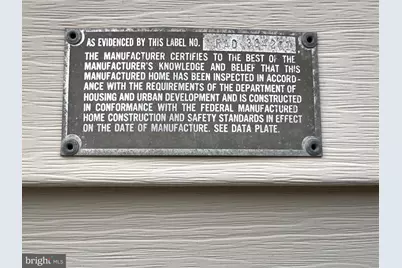 AS EVIDENCED BY THIS LABEL NO.
THE MANUFACTURER CERTIFIES TO THE BEST OF THE
MANUFACTURER'S KNOWLEDGE AND BELIEF THAT THIS
MANUFACTURED HOME HAS BEEN INSPECTED IN ACCORD-
ANCE WITH THE REQUIREMENTS OF THE DEPARTMENT OF
HOUSING AND URBAN DEVELOPMENT AND IS CONSTRUCTED
IN CONFORMANCE WITH THE FEDERAL MANUFACTURED
HOME CONSTRUCTION AND SAFETY STANDARDS IN EFFECT
ON THE DATE OF MANUFACTURE. SEE DATA PLATE.
bright MLS